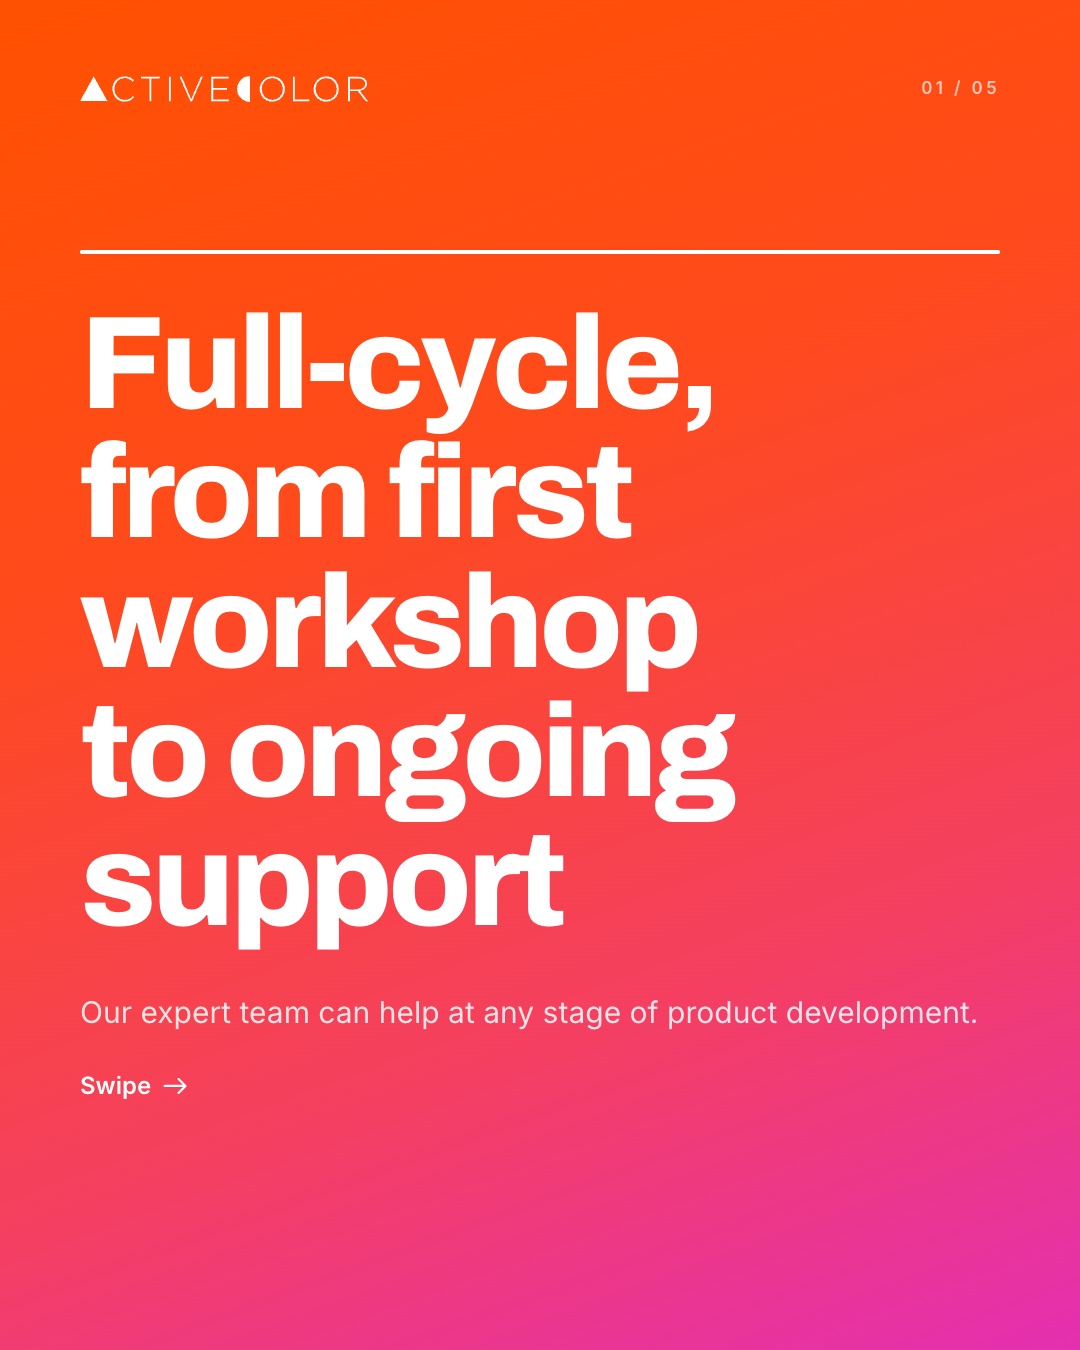 ACTIVECOLOR
01 / 05
Full-cycle,
from first
workshop
to ongoing
support
Our expert team can help at any stage of product development.
Swipe →